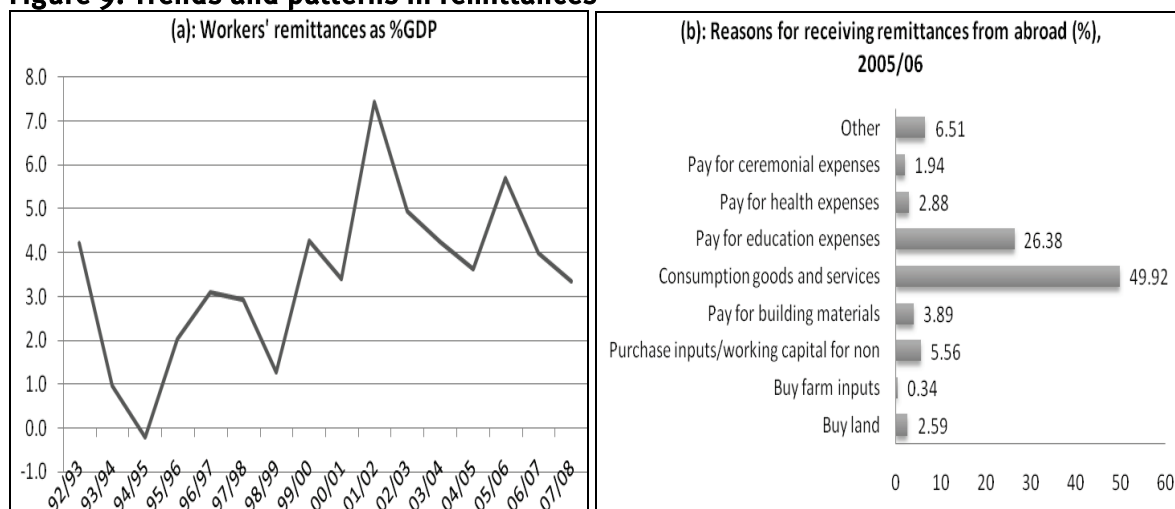 Figure 9: Trends and patterns in remittances
(a): Workers' remittances as %GDP
8.0
7.0
6.0
5.0
4.0
3.0
2.0
1.0
0.0
-1.0
92/93
93/94
94/95
95/96
96/97
97/98
98/99
99/00
00/01
01/02
02/03
03/04
04/05
05/06
06/07
07/08
(b): Reasons for receiving remittances from abroad (%),
2005/06
Other 6.51
Pay for ceremonial expenses 1.94
Pay for health expenses 2.88
Pay for education expenses 26.38
Consumption goods and services 49.92
Pay for building materials 3.89
Purchase inputs/working capital for non 5.56
Buy farm inputs 0.34
Buy land 2.59
0 10 20 30 40 50 60